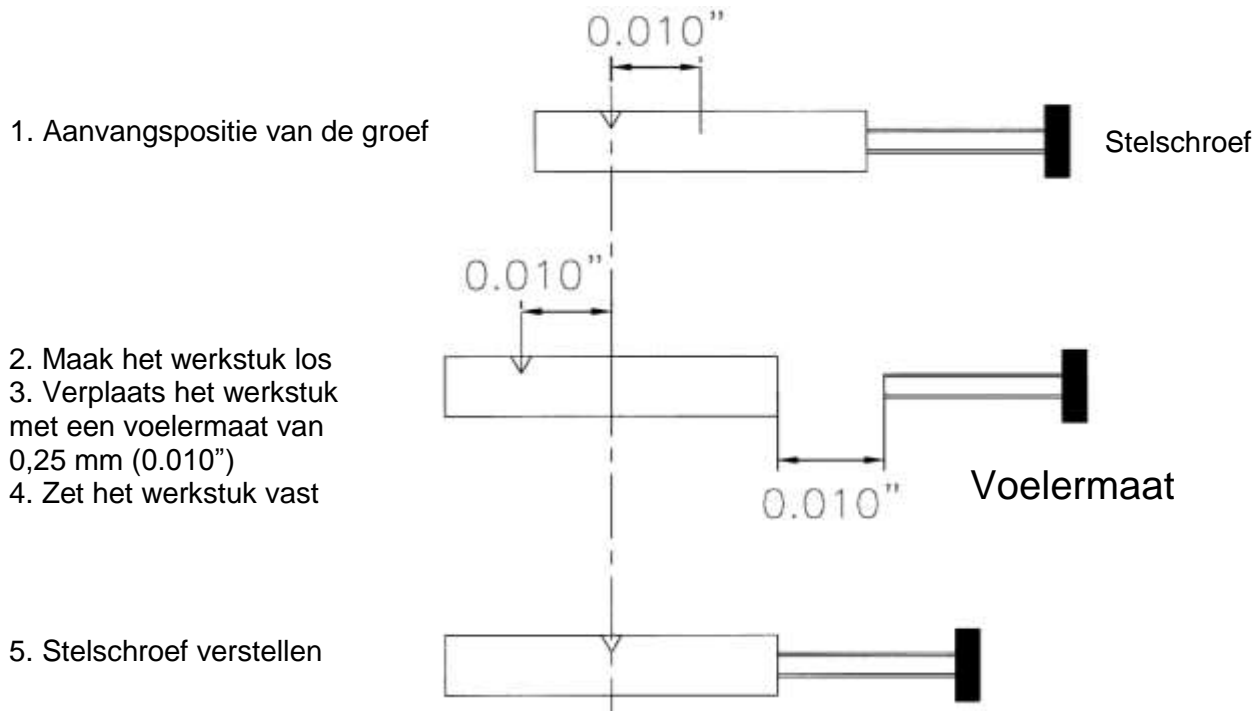 0.010”
1. Aanvangspositie van de groef
Stelschroef
0.010”
2. Maak het werkstuk los
3. Verplaats het werkstuk
met een voelermaat van
0,25 mm (0.010”)
4. Zet het werkstuk vast
0.010”
Voelermaat
5. Stelschroef verstellen